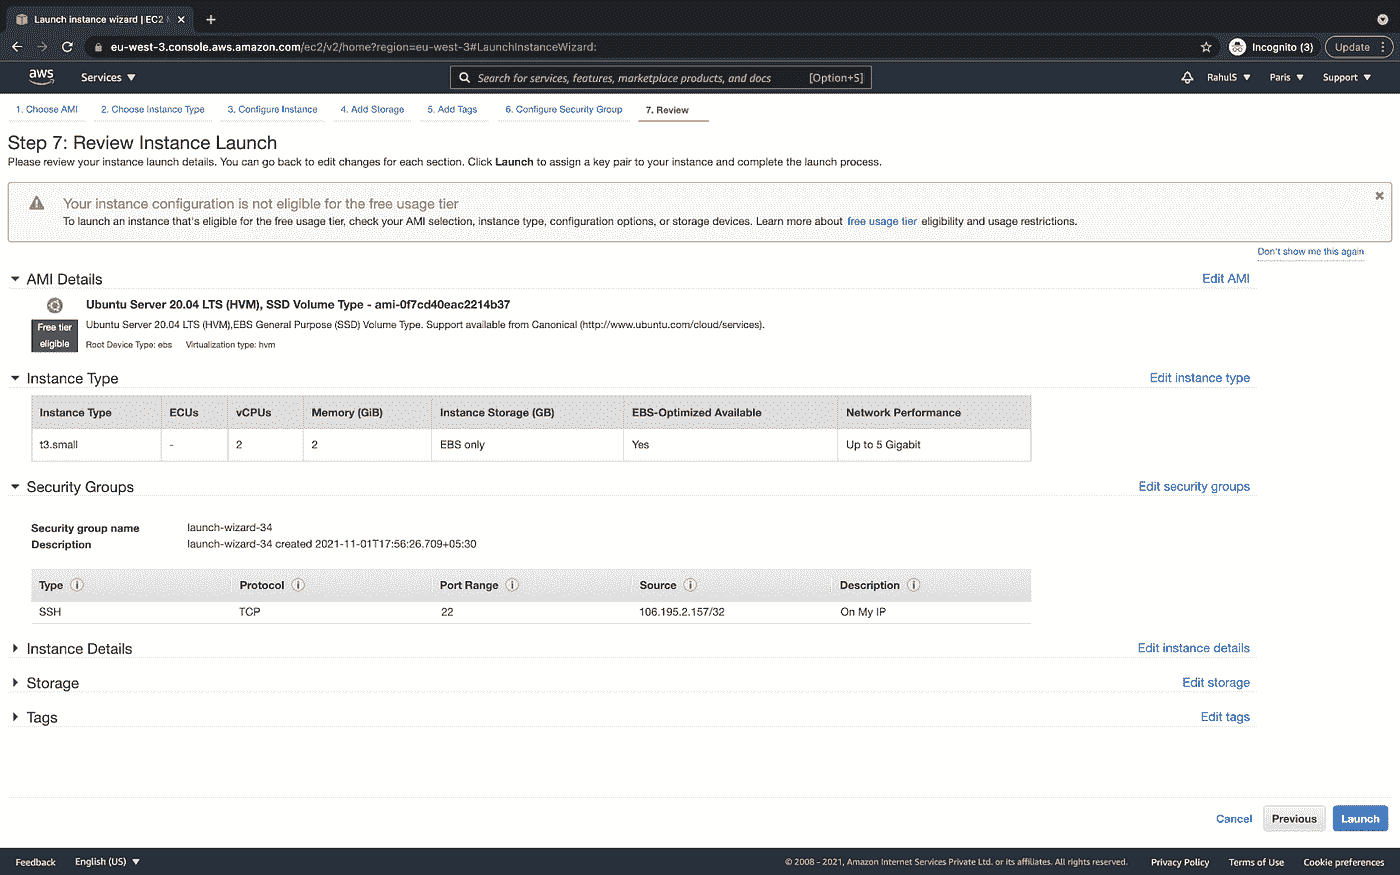 Launch instance wizard | EC2
eu-west-3.console.aws.amazon.com/ec2/v2/home?region=eu-west-3#LaunchInstanceWizard:
Incognito (3)
Update
aws
Services
Search for services, features, marketplace products, and docs
[Option+S]
RahulS
Paris
Support
1. Choose AMI
2. Choose Instance Type
3. Configure Instance
4. Add Storage
5. Add Tags
6. Configure Security Group
7. Review
Step 7: Review Instance Launch
Please review your instance launch details. You can go back to edit changes for each section. Click Launch to assign a key pair to your instance and complete the launch process.
Your instance configuration is not eligible for the free usage tier
To launch an instance that's eligible for the free usage tier, check your AMI selection, instance type, configuration options, or storage devices. Learn more about free usage tier eligibility and usage restrictions.
Don't show me this again
AMI Details
Edit AMI
Ubuntu Server 20.04 LTS (HVM), SSD Volume Type - ami-0f7cd40eac2214b37
Free tier
eligible
Ubuntu Server 20.04 LTS (HVM),EBS General Purpose (SSD) Volume Type. Support available from Canonical (http://www.ubuntu.com/cloud/services).
Root Device Type: ebs Virtualization type: hvm
Instance Type
Edit instance type
Instance Type ECUs vCPUs Memory (GiB) Instance Storage (GB) EBS-Optimized Available Network Performance
t3.small - 2 2 EBS only Yes Up to 5 Gigabit
Security Groups
Edit security groups
Security group name launch-wizard-34
Description launch-wizard-34 created 2021-11-01T17:56:26.709+05:30
Type Protocol Port Range Source Description
SSH TCP 22 106.195.2.157/32 On My IP
Instance Details
Edit instance details
Storage
Edit storage
Tags
Edit tags
Cancel
Previous
Launch
Feedback
English (US)
© 2008 - 2021, Amazon Internet Services Private Ltd. or its affiliates. All rights reserved.
Privacy Policy
Terms of Use
Cookie preferences